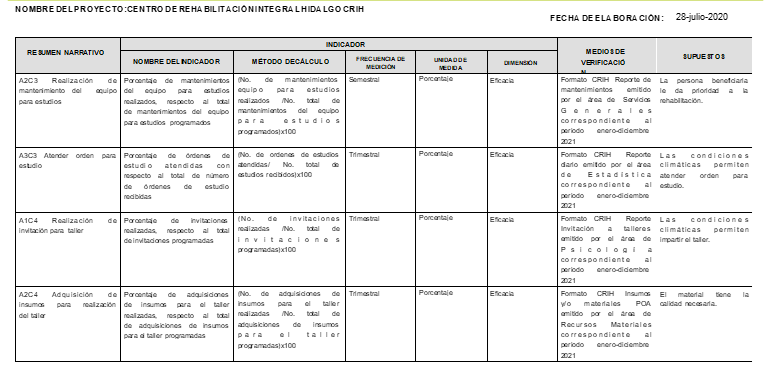 NOMBRE DEL PROYECTO: CENTRO DE REHABILITACIÓN INTEGRAL HIDALGO CRIH
FECHA DE ELABORACIÓN: 28-julio-2020
RESUMEN NARRATIVO
INDICADOR
MEDIOS DE
VERIFICACIÓ
N
SUPUESTOS
NOMBRE DEL INDICADOR
MÉTODO DE CÁLCULO
FRECUENCIA DE
MEDICIÓN
UNIDAD DE
MEDIDA
DIMENSIÓN
A2C3 Realización de
mantenimiento del equipo
para estudios
Porcentaje de mantenimientos
del equipo para estudios
realizados, respecto al total
de mantenimientos del equipo
para estudios programados
(No. de mantenimientos
equipo para estudios
realizados /No. total de
mantenimientos del equipo
para estudios
programados)x100
Semestral
Porcentaje
Eficacia
Formato CRIH Reporte de
mantenimientos emitido
por el área de Servicios
Generales
correspondiente al
periodo enero-diciembre
2021
La persona beneficiaria
le da prioridad a la
rehabilitación.
A3C3 Atender orden para
estudio
Porcentaje de órdenes de
estudio atendidas con
respecto al total de número
de órdenes de estudio
recibidas
(No. de ordenes de estudios
atendidas/ No. total de
estudios recibidos)x100
Trimestral
Porcentaje
Eficacia
Formato CRIH Reporte
diario emitido por el área
de Estadística
correspondiente al
periodo enero-diciembre
2021
Las condiciones
climáticas permiten
atender orden para
estudio.
A1C4 Realización de
invitación para taller
Porcentaje de invitaciones
realizadas, respecto al total
de invitaciones programadas
(No. de invitaciones
realizadas /No. total de
invitaciones
programadas)x100
Trimestral
Porcentaje
Eficacia
Formato CRIH Reporte
Invitación a talleres
emitido por el área de
Psicología
correspondiente al
periodo enero-diciembre
2021
Las condiciones
climáticas permiten
impartir el taller.
A2C4 Adquisición de
insumos para realización
del taller
Porcentaje de adquisiciones
de insumos para el taller
realizadas, respecto al total
de adquisiciones de insumos
para el taller programadas
(No. de adquisiciones de
insumos para el taller
realizadas /No. total de
adquisiciones de insumos
para el taller
programadas)x100
Trimestral
Porcentaje
Eficacia
Formato CRIH Insumos
y/o materiales POA
emitido por el área de
Recursos Materiales
correspondiente al
periodo enero-diciembre
2021
El material tiene la
calidad necesaria.